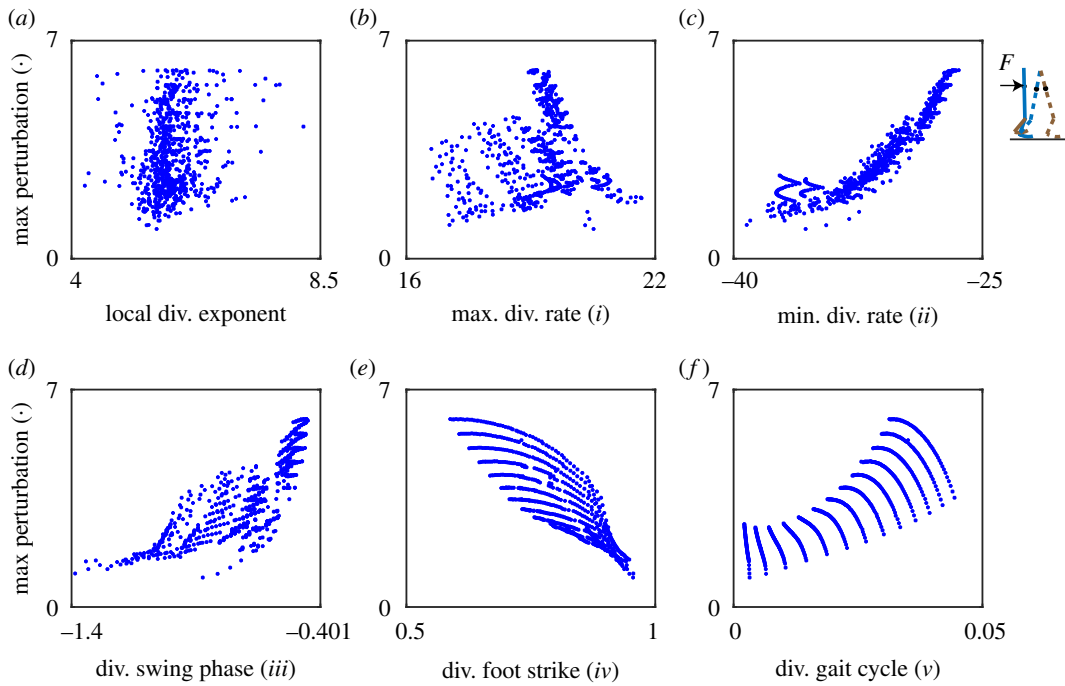 (a)
(b)
(c)
max perturbation (·)
7
0
4
8.5
local div. exponent
7
0
16
22
max. div. rate (i)
7
0
–40
–25
min. div. rate (ii)
F
(d)
(e)
(f)
max perturbation (·)
7
0
–1.4
–0.401
div. swing phase (iii)
7
0
0.5
1
div. foot strike (iv)
7
0
0
0.05
div. gait cycle (v)